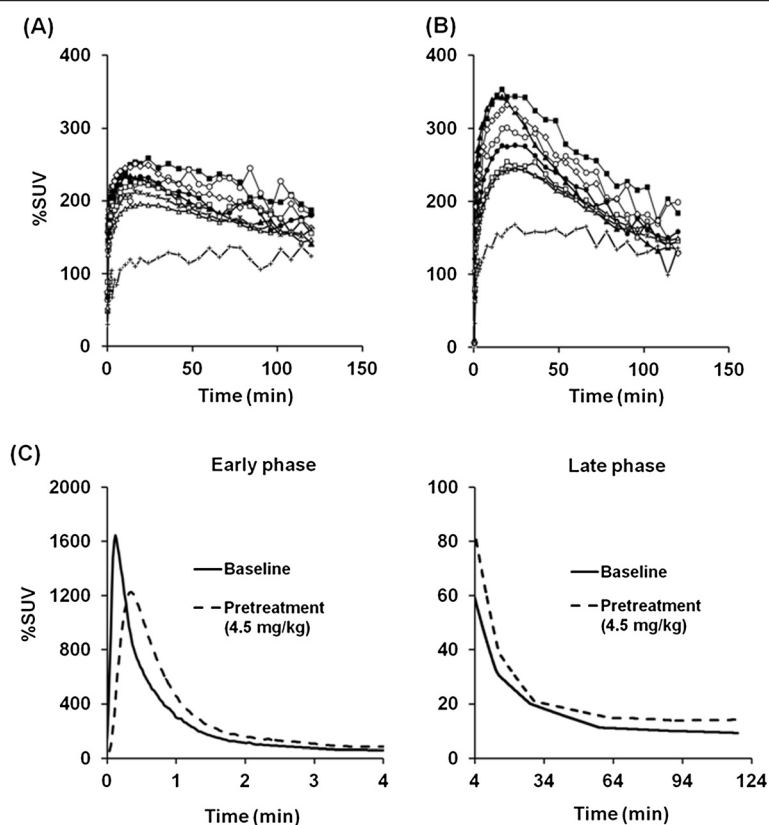 (A)
(B)
400
300
200
100
0
%SUV
0
50
100
150
Time (min)
400
300
200
100
0
0
50
100
150
Time (min)
(C)
Early phase
Late phase
2000
1600
1200
800
400
0
%SUV
Baseline
Pretreatment
(4.5 mg/kg)
0
1
2
3
4
Time (min)
100
80
60
40
20
0
Baseline
Pretreatment
(4.5 mg/kg)
4
34
64
94
124
Time (min)